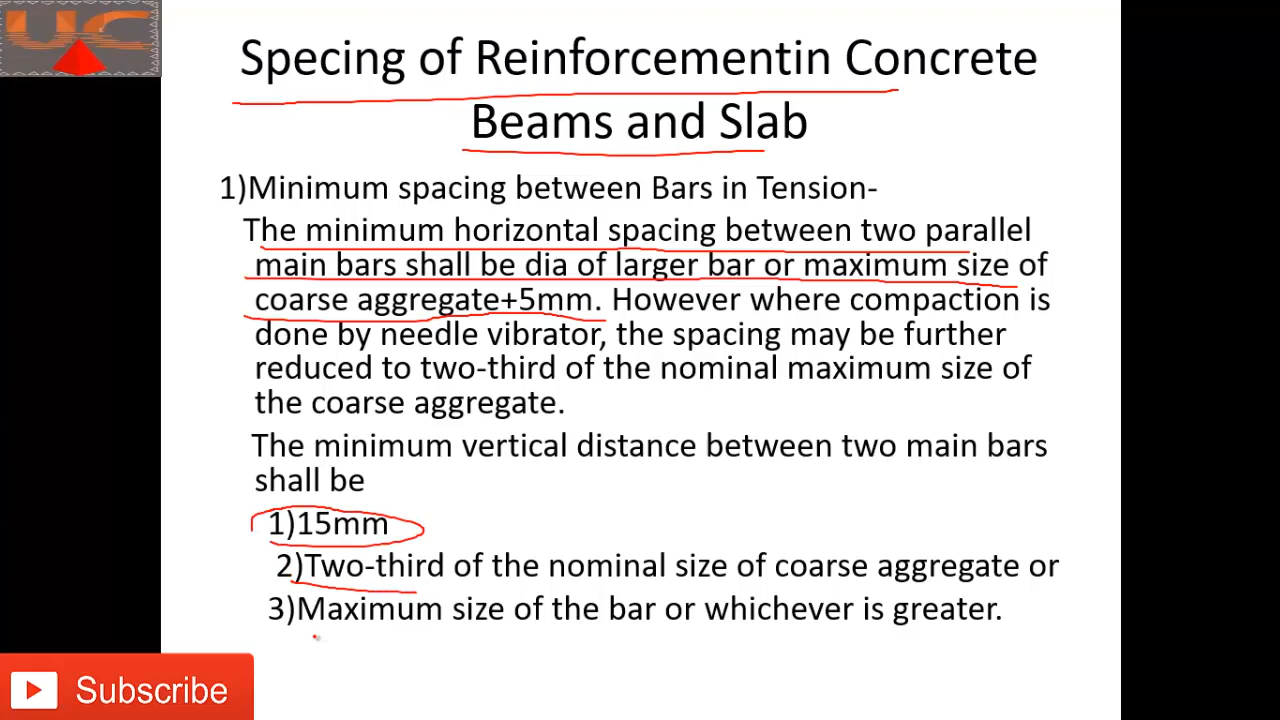 UC
Specing of Reinforcementin Concrete
Beams and Slab
1)Minimum spacing between Bars in Tension-
The minimum horizontal spacing between two parallel
main bars shall be dia of larger bar or maximum size of
coarse aggregate+5mm. However where compaction is
done by needle vibrator, the spacing may be further
reduced to two-third of the nominal maximum size of
the coarse aggregate.
The minimum vertical distance between two main bars
shall be
1)15mm
2)Two-third of the nominal size of coarse aggregate or
3)Maximum size of the bar or whichever is greater.
Subscribe